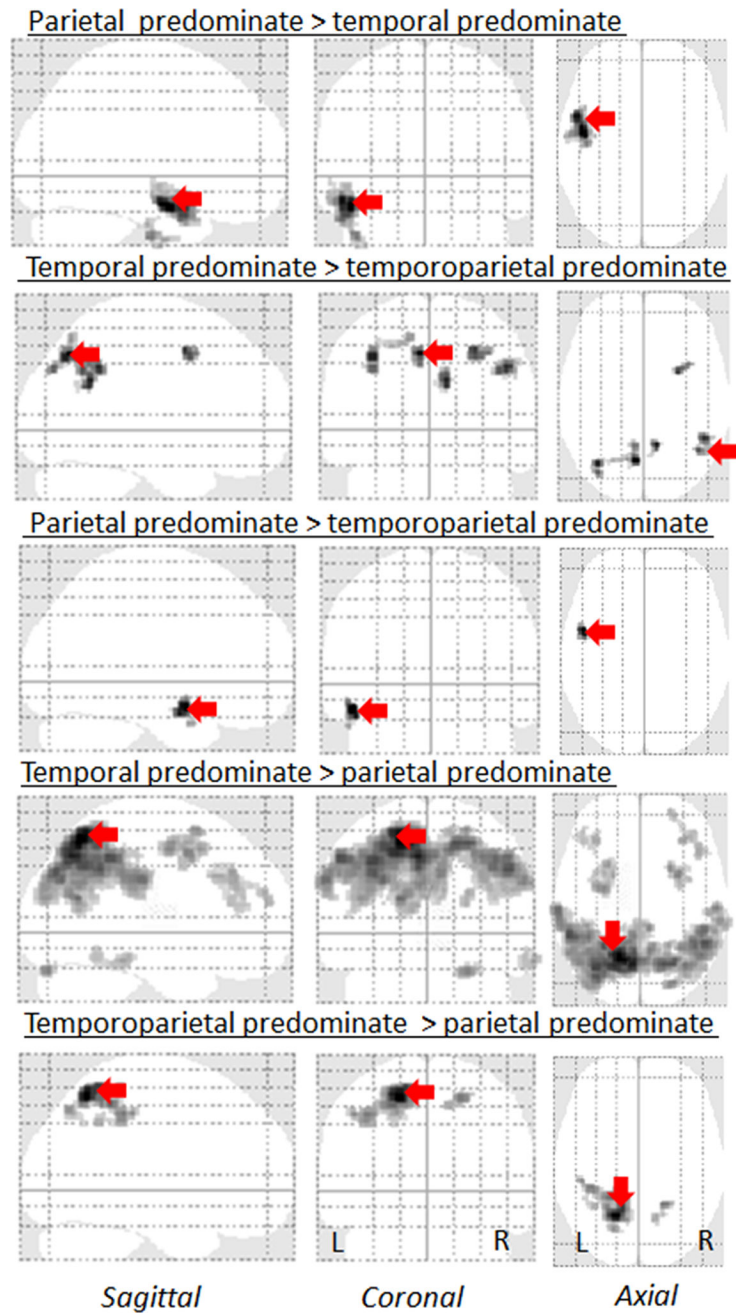 Parietal predominate > temporal predominate
Temporal predominate > temporoparietal predominate
Parietal predominate > temporoparietal predominate
Temporal predominate > parietal predominate
Temporoparietal predominate > parietal predominate
L R L R
Sagittal Coronal Axial